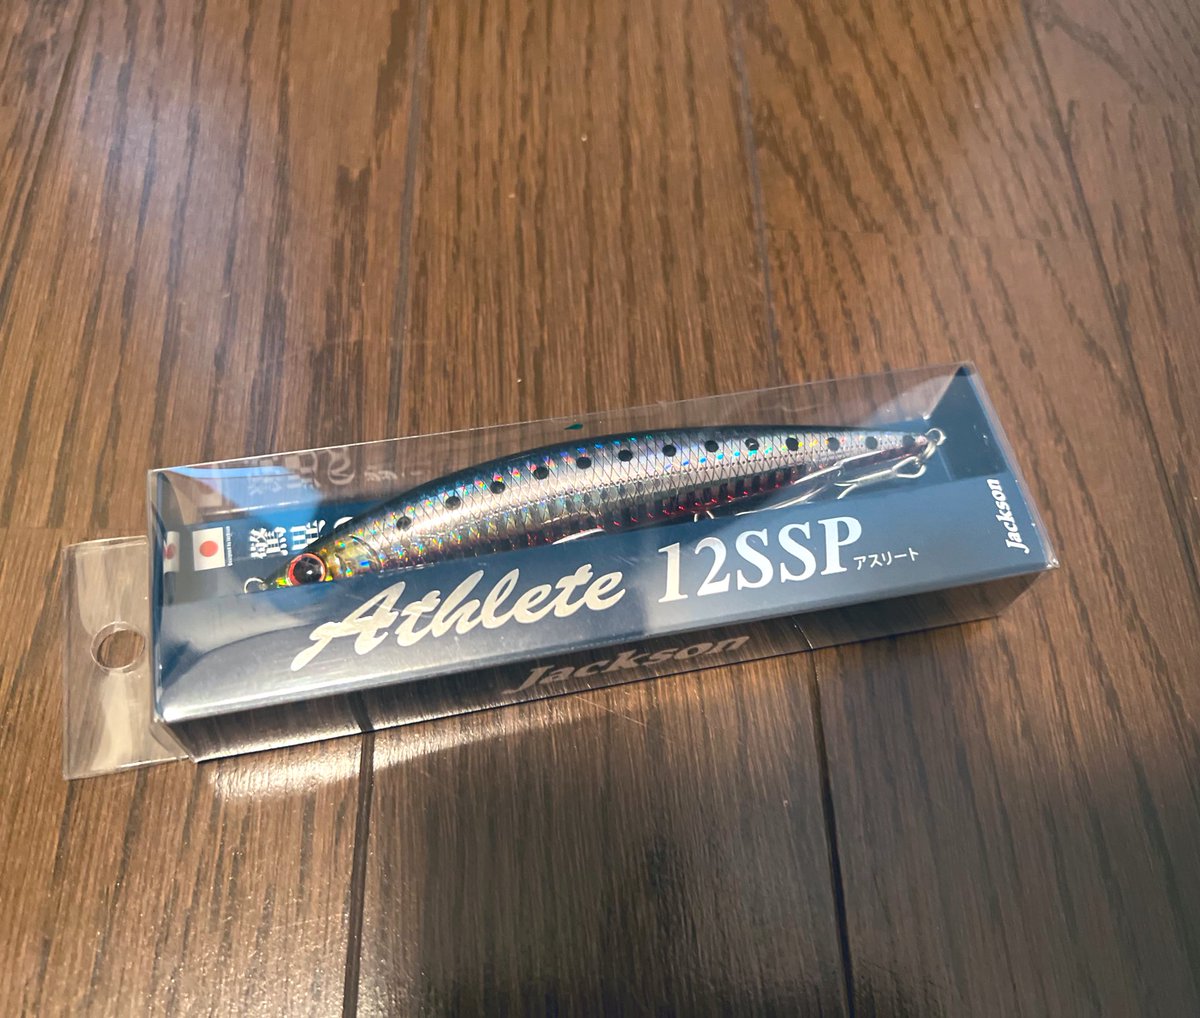 Athlete 12SSP
アスリート
Jackson
Jackson